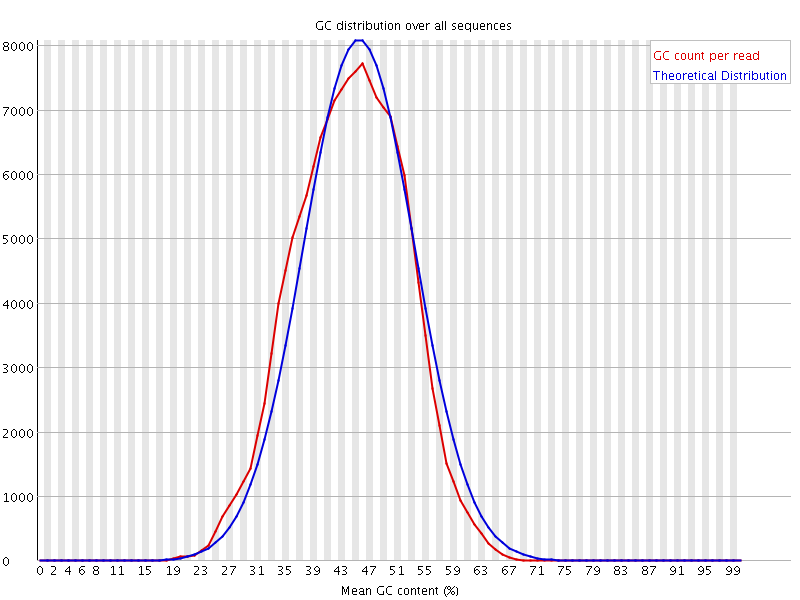 GC distribution over all sequences
GC count per read
Theoretical Distribution
8000
7000
6000
5000
4000
3000
2000
1000
0
0 2 4 6 8 11 15 19 23 27 31 35 39 43 47 51 55 59 63 67 71 75 79 83 87 91 95 99
Mean GC content (%)